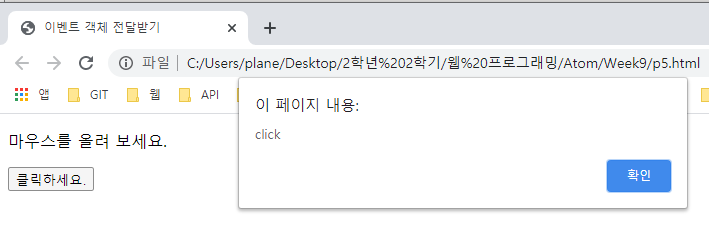 이벤트 객체 전달받기
파일 C:/Users/plane/Desktop/2학년%202학기/웹%20프로그래밍/Atom/Week9/p5.html
앱 GIT 웹 API
이 페이지 내용:
click
확인
마우스를 올려 보세요.
클릭하세요.